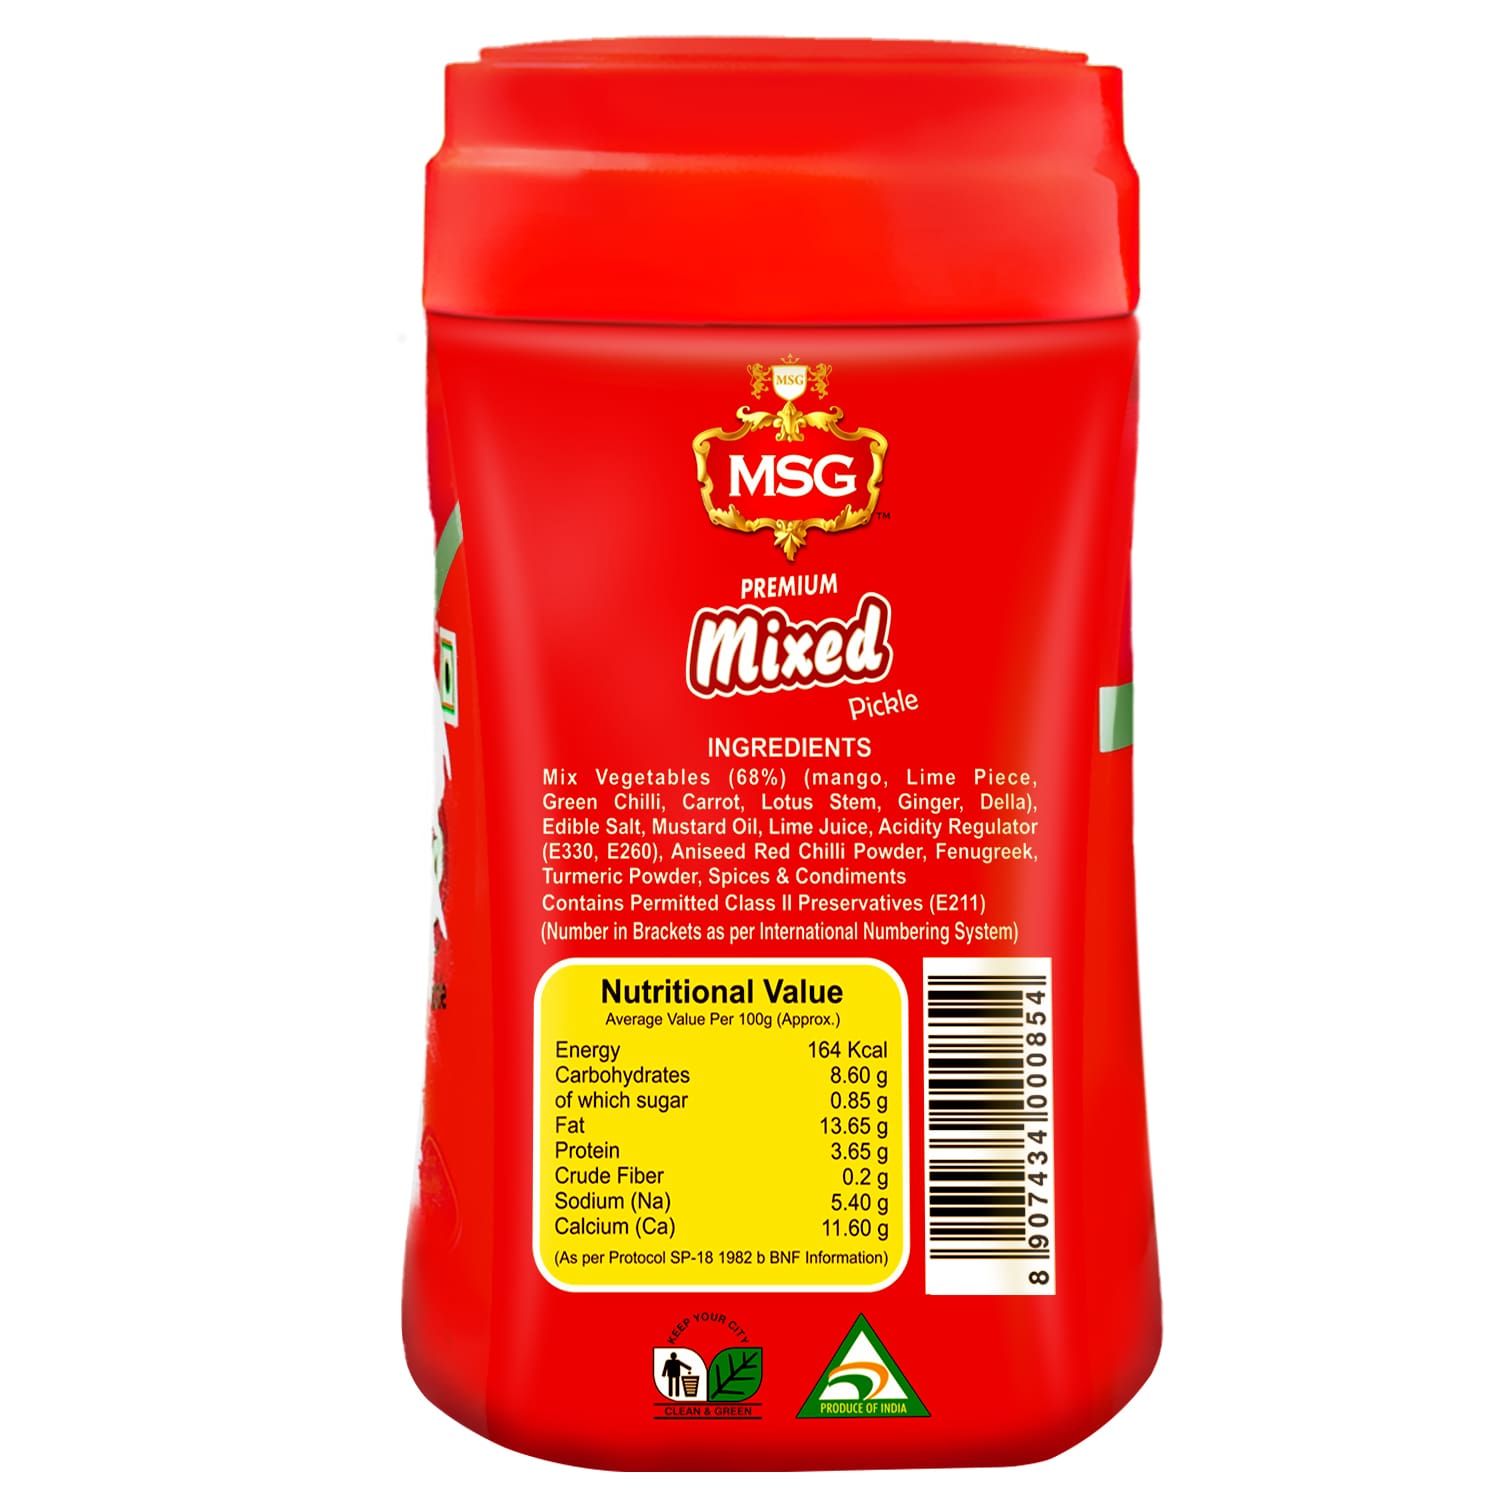 MSG
MSG
TM
PREMIUM
Mixed
Pickle
INGREDIENTS
Mix Vegetables (68%) (mango, Lime Piece,
Green Chilli, Carrot, Lotus Stem, Ginger, Della),
Edible Salt, Mustard Oil, Lime Juice, Acidity Regulator
(E330, E260), Aniseed Red Chilli Powder, Fenugreek,
Turmeric Powder, Spices & Condiments
Contains Permitted Class II Preservatives (E211)
(Number in Brackets as per International Numbering System)
Nutritional Value
Average Value Per 100g (Approx.)
Energy 164 Kcal
Carbohydrates 8.60 g
of which sugar 0.85 g
Fat 13.65 g
Protein 3.65 g
Crude Fiber 0.2 g
Sodium (Na) 5.40 g
Calcium (Ca) 11.60 g
(As per Protocol SP-18 1982 b BNF Information)
8 907434 000854
KEEP YOUR CITY
CLEAN & GREEN
PRODUCE OF INDIA